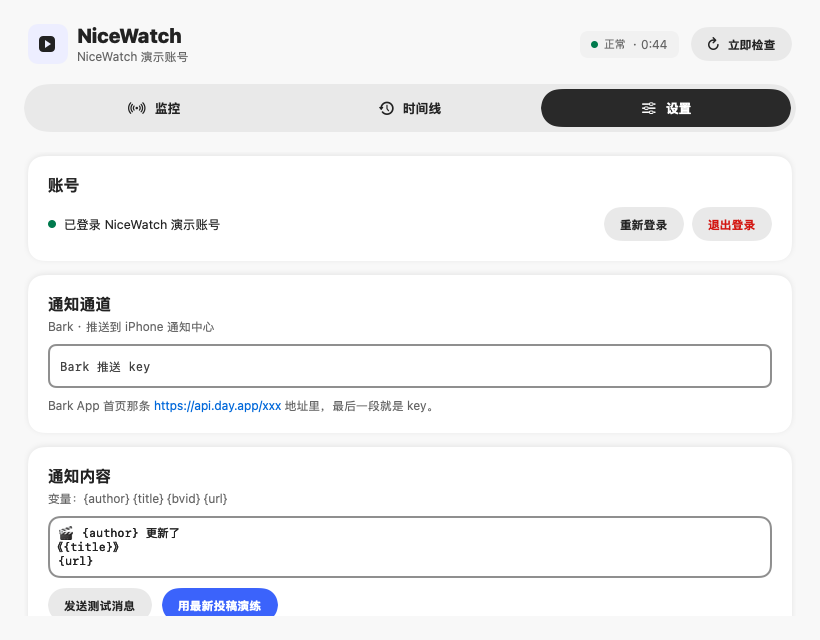 NiceWatch
NiceWatch 演示账号
正常 · 0:44
立即检查
监控
时间线
设置
账号
已登录 NiceWatch 演示账号
重新登录
退出登录
通知通道
Bark · 推送到 iPhone 通知中心
Bark 推送 key
Bark App 首页那条 https://api.day.app/xxx 地址里，最后一段就是 key。
通知内容
变量：{author} {title} {bvid} {url}
🎬 {author} 更新了
《{title}》
{url}
发送测试消息
用最新投稿演练